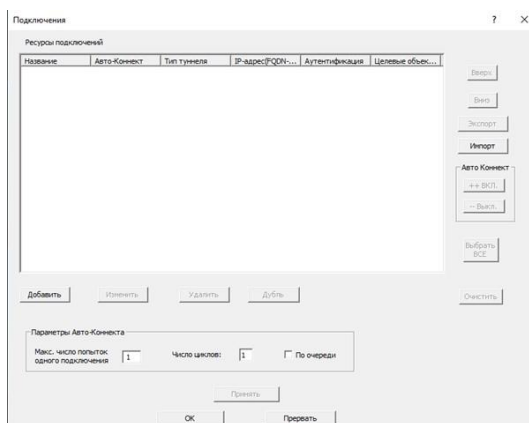 Подключения ? ×
Ресурсы подключений
Название Авто-Коннект Тип туннеля IP-адрес(FQDN-... Аутентификация Целевые объек...
Вверх
Вниз
Экспорт
Импорт
Авто Коннект
++ ВКЛ.
-- Выкл.
Выбрать
ВСЕ
Добавить Изменить Удалить Дубль Очистить
Параметры Авто-Коннекта
Макс. число попыток
одного подключения 1 Число циклов: 1 По очереди
Принять
OK Прервать